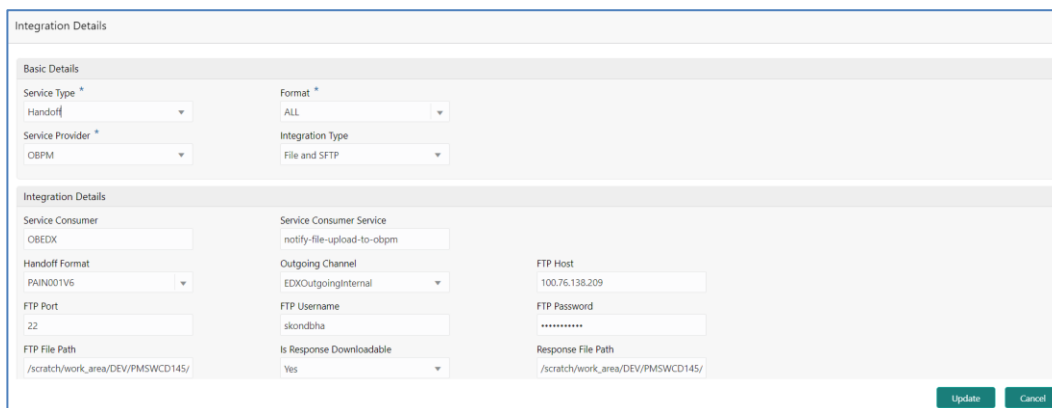 Integration Details
Basic Details
Service Type * Format *
Handoff ALL
Service Provider * Integration Type
OBPM File and SFTP
Integration Details
Service Consumer Service Consumer Service
OBEDX notify-file-upload-to-obpm
Handoff Format Outgoing Channel FTP Host
PAIN001V6 EDXOutgoingInternal 100.76.138.209
FTP Port FTP Username FTP Password
22 skondbha •••••••••••
FTP File Path Is Response Downloadable Response File Path
/scratch/work_area/DEV/PMSWCD145/ Yes /scratch/work_area/DEV/PMSWCD145/
Update Cancel